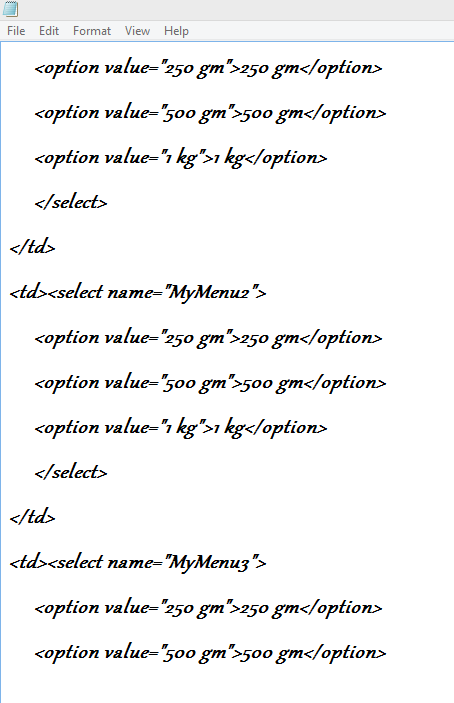 File Edit Format View Help
<option value="250 gm">250 gm</option>
<option value="500 gm">500 gm</option>
<option value="1 kg">1 kg</option>
</select>
</td>
<td><select name="MyMenu2">
<option value="250 gm">250 gm</option>
<option value="500 gm">500 gm</option>
<option value="1 kg">1 kg</option>
</select>
</td>
<td><select name="MyMenu3">
<option value="250 gm">250 gm</option>
<option value="500 gm">500 gm</option>